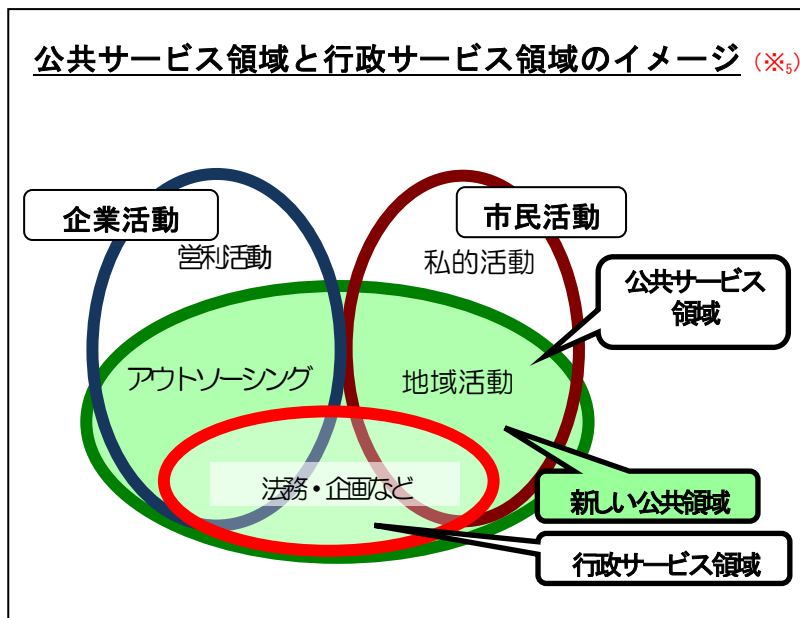 公共サービス領域と行政サービス領域のイメージ (※5)
企業活動
市民活動
営利活動
私的活動
公共サービス
領域
アウトソーシング
地域活動
法務・企画など
新しい公共領域
行政サービス領域